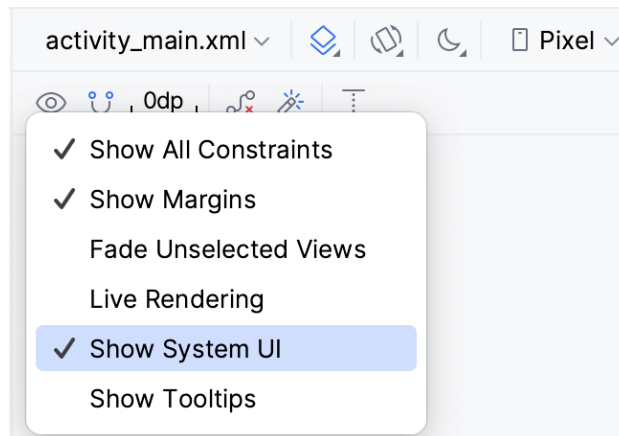 activity_main.xml Pixel
0dp
Show All Constraints
Show Margins
Fade Unselected Views
Live Rendering
Show System UI
Show Tooltips